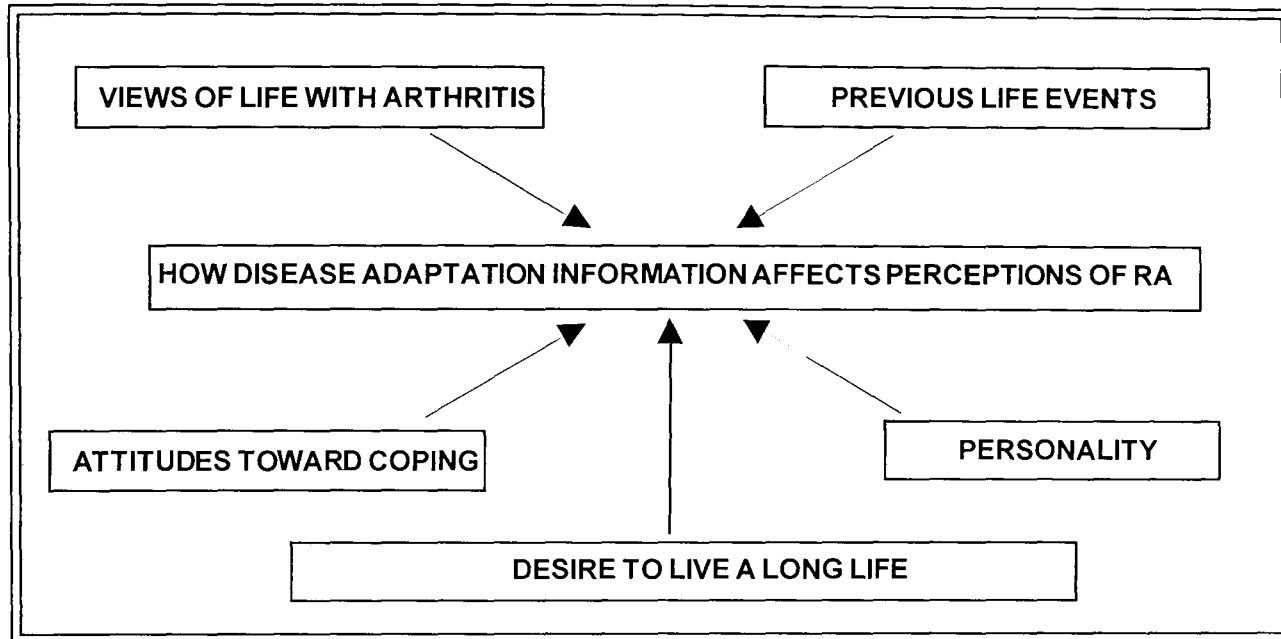 VIEWS OF LIFE WITH ARTHRITIS
PREVIOUS LIFE EVENTS
HOW DISEASE ADAPTATION INFORMATION AFFECTS PERCEPTIONS OF RA
ATTITUDES TOWARD COPING
PERSONALITY
DESIRE TO LIVE A LONG LIFE